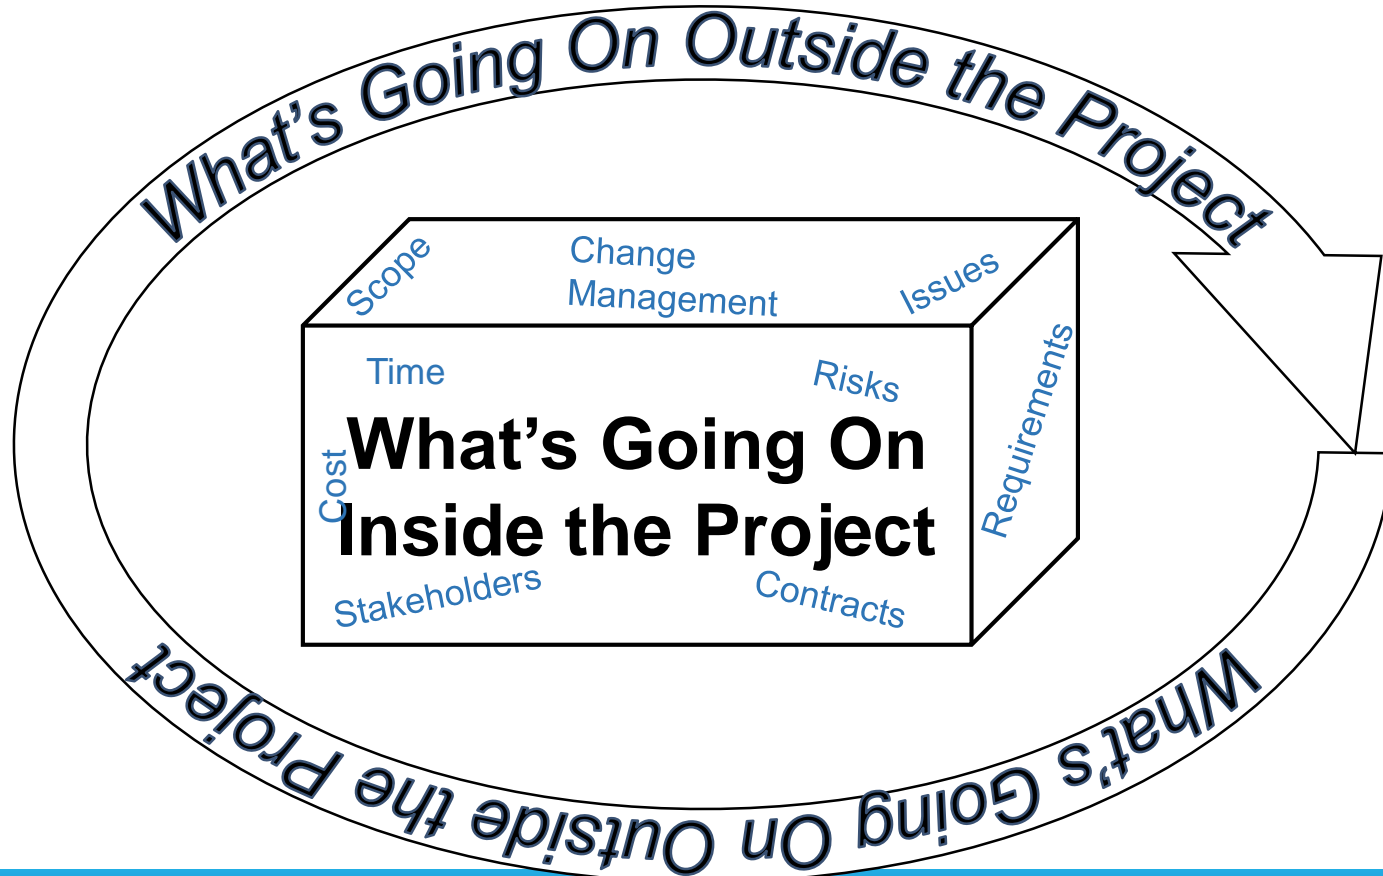 What's Going On Outside the Project
Scope
Change
Management
Issues
Time
Risks
Requirements
What's Going On
Cost
Inside the Project
Stakeholders
Contracts
What's Going On Outside the Project